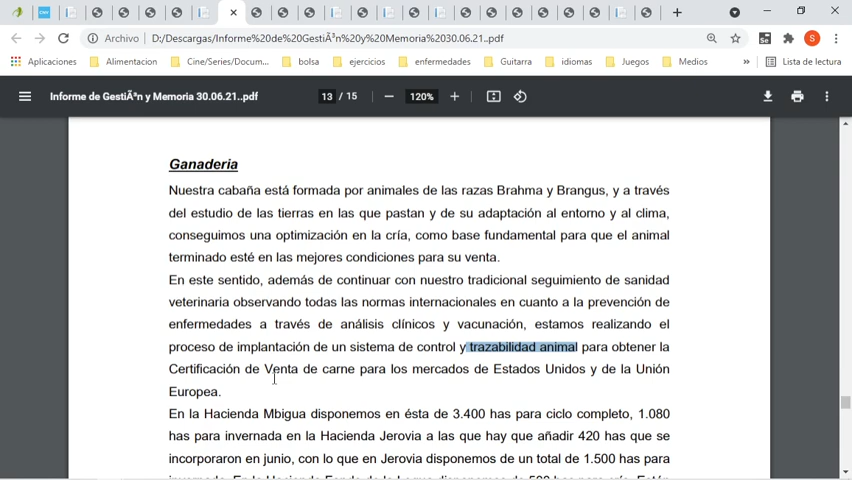 CNV
S
Archivo D:/Descargas/Informe%20de%20GestiÃ³n%20y%20Memoria%2030.06.21..pdf
Aplicaciones Alimentacion Cine/Series/Docum... bolsa ejercicios enfermedades Guitarra idiomas Juegos Medios » Lista de lectura
Informe de GestiÃ³n y Memoria 30.06.21..pdf 13 / 15 120%
Ganaderia
Nuestra cabaña está formada por animales de las razas Brahma y Brangus, y a través
del estudio de las tierras en las que pastan y de su adaptación al entorno y al clima,
conseguimos una optimización en la cría, como base fundamental para que el animal
terminado esté en las mejores condiciones para su venta.
En este sentido, además de continuar con nuestro tradicional seguimiento de sanidad
veterinaria observando todas las normas internacionales en cuanto a la prevención de
enfermedades a través de análisis clínicos y vacunación, estamos realizando el
proceso de implantación de un sistema de control y trazabilidad animal para obtener la
Certificación de Venta de carne para los mercados de Estados Unidos y de la Unión
Europea.
En la Hacienda Mbigua disponemos en ésta de 3.400 has para ciclo completo, 1.080
has para invernada en la Hacienda Jerovia a las que hay que añadir 420 has que se
incorporaron en junio, con lo que en Jerovia disponemos de un total de 1.500 has para